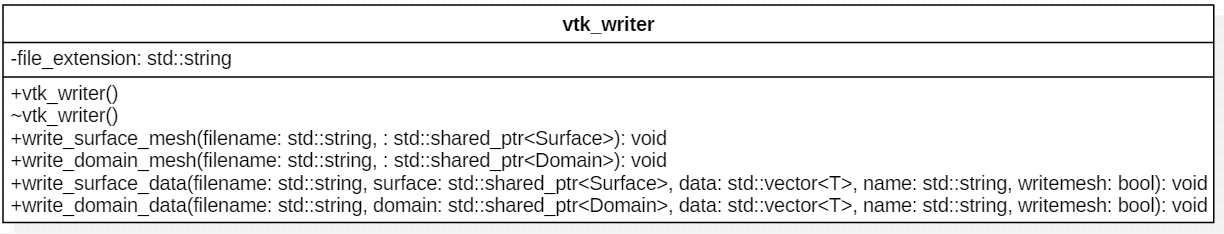 vtk_writer
-file_extension: std::string
+vtk_writer()
~vtk_writer()
+write_surface_mesh(filename: std::string, : std::shared_ptr<Surface>): void
+write_domain_mesh(filename: std::string, : std::shared_ptr<Domain>): void
+write_surface_data(filename: std::string, surface: std::shared_ptr<Surface>, data: std::vector<T>, name: std::string, writemesh: bool): void
+write_domain_data(filename: std::string, domain: std::shared_ptr<Domain>, data: std::vector<T>, name: std::string, writemesh: bool): void